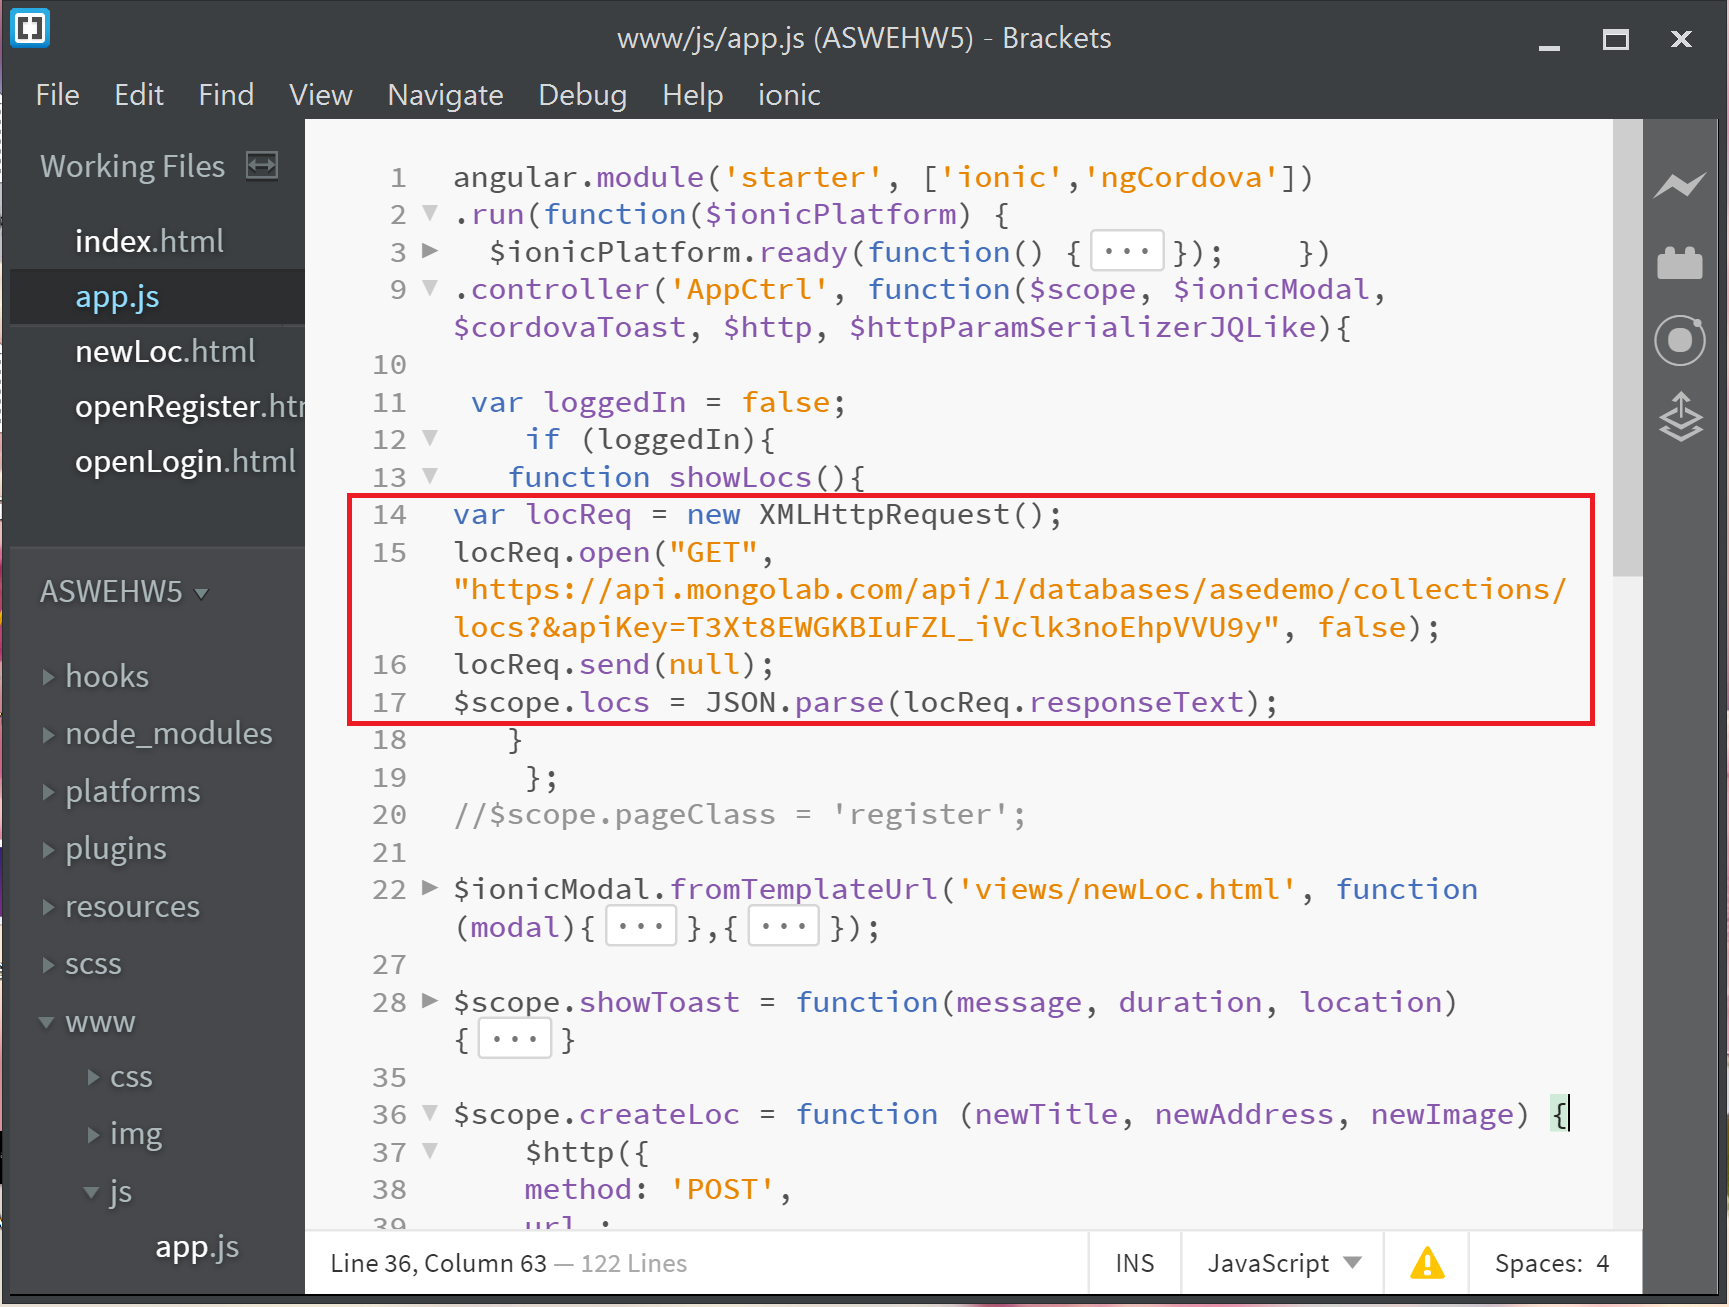 www/js/app.js (ASWEHW5) - Brackets
File Edit Find View Navigate Debug Help ionic
Working Files
index.html
app.js
newLoc.html
openRegister.htm
openLogin.html
ASWEHW5
hooks
node_modules
platforms
plugins
resources
scss
www
css
img
js
app.js
1 angular.module('starter', ['ionic','ngCordova'])
2 .run(function($ionicPlatform) {
3 $ionicPlatform.ready(function() { ··· }); })
9 .controller('AppCtrl', function($scope, $ionicModal,
$cordovaToast, $http, $httpParamSerializerJQLike){
10
11 var loggedIn = false;
12 if (loggedIn){
13 function showLocs(){
14 var locReq = new XMLHttpRequest();
15 locReq.open("GET",
"https://api.mongolab.com/api/1/databases/asedemo/collections/
locs?&apiKey=T3Xt8EWGKBIuFZL_iVclk3noEhpVVU9y", false);
16 locReq.send(null);
17 $scope.locs = JSON.parse(locReq.responseText);
18 }
19 };
20 //$scope.pageClass = 'register';
21
22 $ionicModal.fromTemplateUrl('views/newLoc.html', function
(modal){ ··· },{ ··· });
27
28 $scope.showToast = function(message, duration, location)
{ ··· }
35
36 $scope.createLoc = function (newTitle, newAddress, newImage) {
37 $http({
38 method: 'POST',
39 url :
Line 36, Column 63 — 122 Lines
INS
JavaScript
Spaces: 4